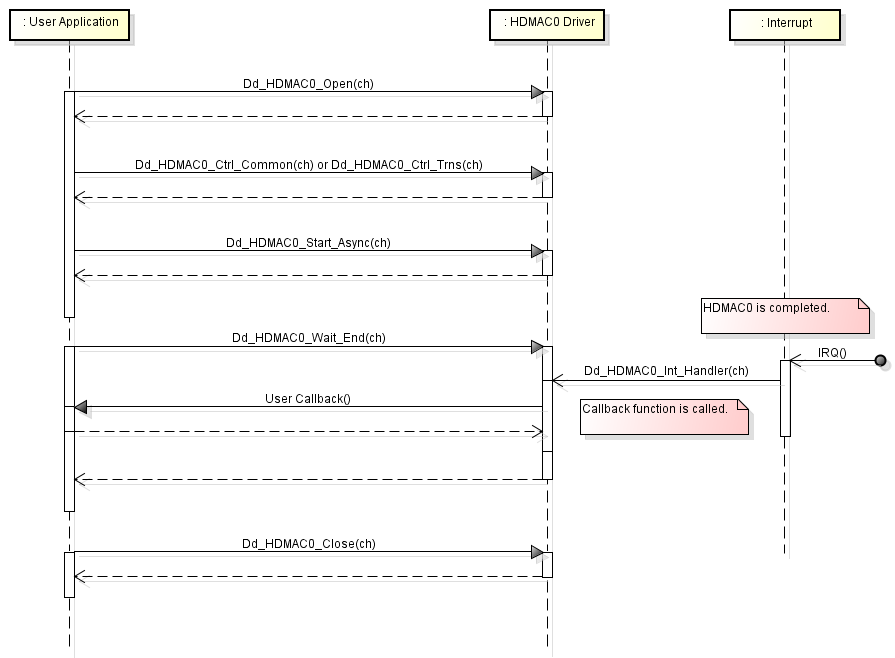 : User Application
: HDMAC0 Driver
: Interrupt
Dd_HDMAC0_Open(ch)
Dd_HDMAC0_Ctrl_Common(ch) or Dd_HDMAC0_Ctrl_Trns(ch)
Dd_HDMAC0_Start_Async(ch)
HDMAC0 is completed.
Dd_HDMAC0_Wait_End(ch)
IRQ()
Dd_HDMAC0_Int_Handler(ch)
User Callback()
Callback function is called.
Dd_HDMAC0_Close(ch)